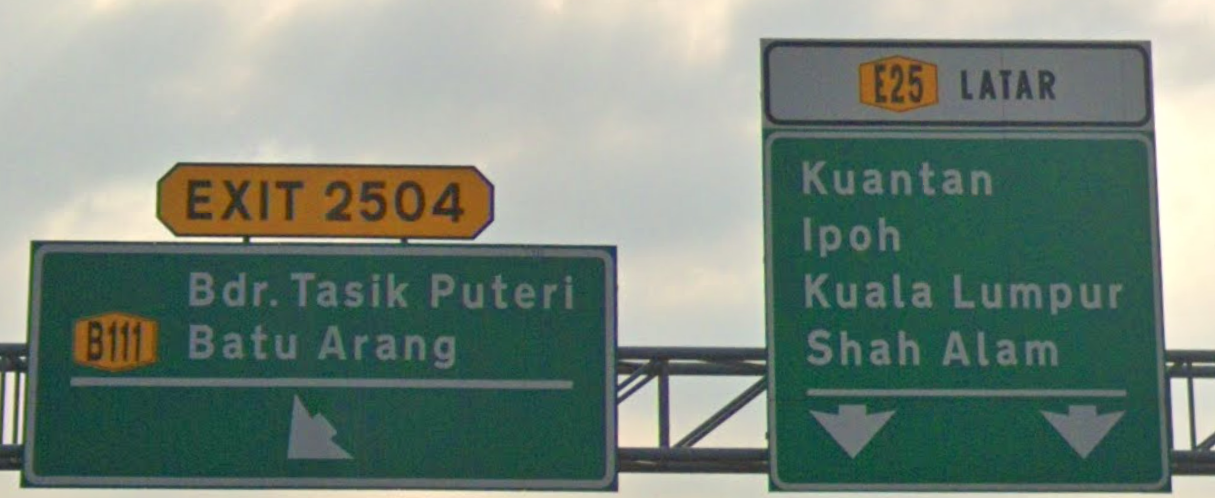 EXIT 2504
Bdr. Tasik Puteri
B111 Batu Arang
E25 LATAR
Kuantan
Ipoh
Kuala Lumpur
Shah Alam